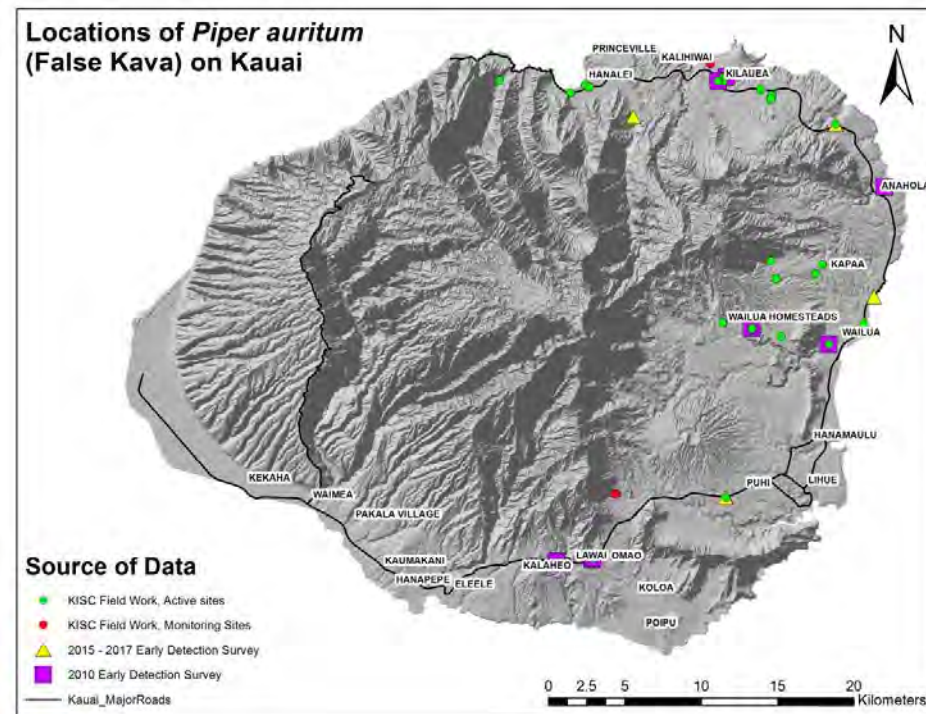 Locations of Piper auritum
(False Kava) on Kauai
N
PRINCEVILLE
KALIHIWAI
HANALEI
KILAUEA
ANAHOLA
KAPAA
WAILUA HOMESTEADS
WAILUA
HANAMAULU
KEKAHA
PUHI
LIHUE
WAIMEA
PAKALA VILLAGE
KAUMAKANI
LAWAI
OMAO
KALAHEO
HANAPEPE
ELEELE
KOLOA
POIPU
Source of Data
KISC Field Work, Active sites
KISC Field Work, Monitoring Sites
2015 - 2017 Early Detection Survey
2010 Early Detection Survey
Kauai_MajorRoads
0 2.5 5 10 15 20
Kilometers